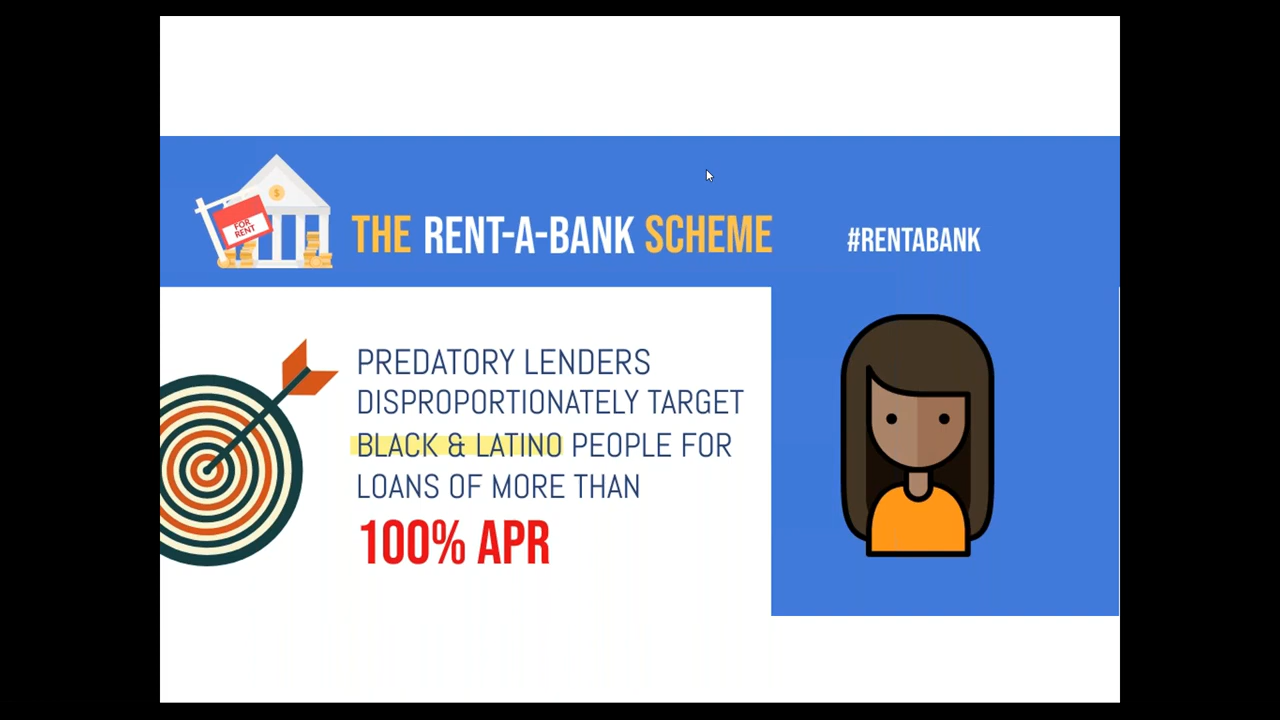 FOR
RENT
THE RENT-A-BANK SCHEME
#RENTABANK
PREDATORY LENDERS
DISPROPORTIONATELY TARGET
BLACK & LATINO PEOPLE FOR
LOANS OF MORE THAN
100% APR
$